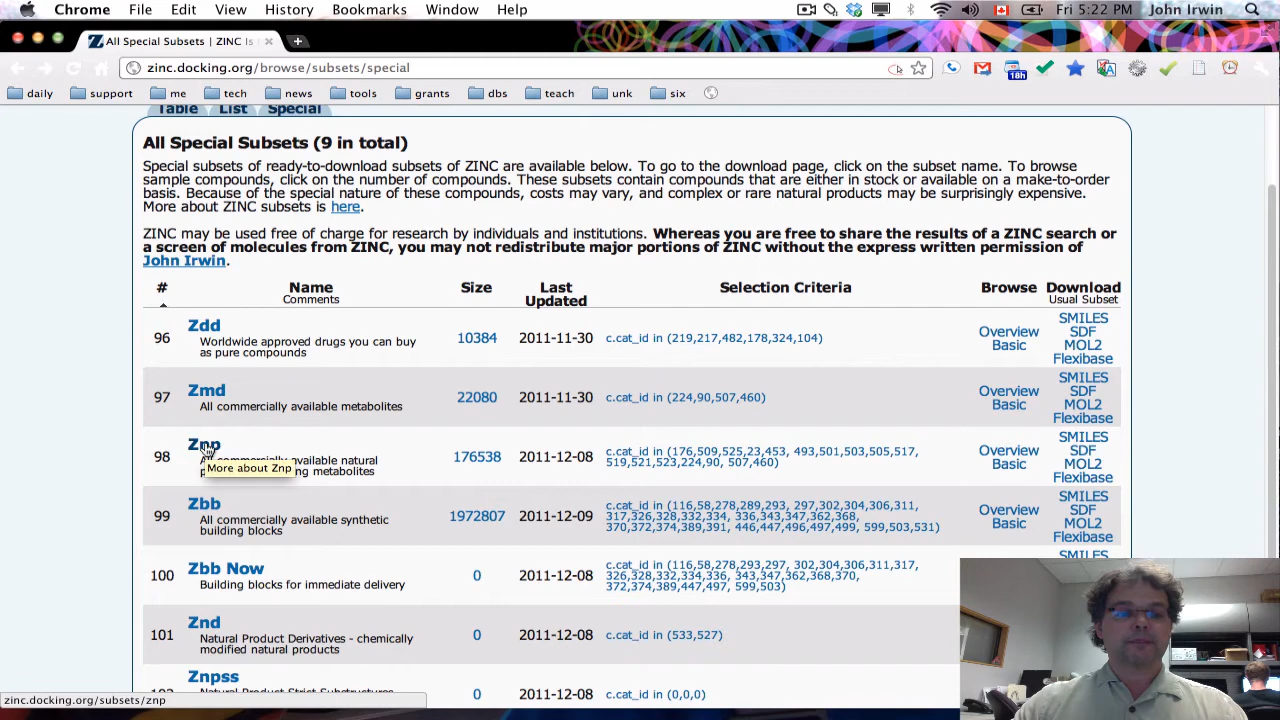 Chrome File Edit View History Bookmarks Window Help Fri 5:22 PM John Irwin
All Special Subsets | ZINC Is
zinc.docking.org/browse/subsets/special
18h
daily support me tech news tools grants dbs teach unk six
Table List Special
All Special Subsets (9 in total)
Special subsets of ready-to-download subsets of ZINC are available below. To go to the download page, click on the subset name. To browse
sample compounds, click on the number of compounds. These subsets contain compounds that are either in stock or available on a make-to-order
basis. Because of the special nature of these compounds, costs may vary, and complex or rare natural products may be surprisingly expensive.
More about ZINC subsets is here.
ZINC may be used free of charge for research by individuals and institutions. Whereas you are free to share the results of a ZINC search or
a screen of molecules from ZINC, you may not redistribute major portions of ZINC without the express written permission of
John Irwin.
# Name Size Last Selection Criteria Browse Download
Comments Updated Usual Subset
96 Zdd 10384 2011-11-30 c.cat_id in (219,217,482,178,324,104) Overview SMILES
Worldwide approved drugs you can buy Basic SDF
as pure compounds MOL2
Flexibase
97 Zmd 22080 2011-11-30 c.cat_id in (224,90,507,460) Overview SMILES
All commercially available metabolites Basic SDF
MOL2
Flexibase
98 Znp 176538 2011-12-08 c.cat_id in (176,509,525,23,453, 493,501,503,505,517, Overview SMILES
available natural 519,521,523,224,90, 507,460) Basic SDF
metabolites MOL2
More about Znp Flexibase
99 Zbb 1972807 2011-12-09 c.cat_id in (116,58,278,289,293, 297,302,304,306,311, Overview SMILES
All commercially available synthetic 317,326,328,332,334, 336,343,347,362,368, Basic SDF
building blocks 370,372,374,389,391, 446,447,496,497,499, 599,503,531) MOL2
Flexibase
100 Zbb Now 0 2011-12-08 c.cat_id in (116,58,278,293,297, 302,304,306,311,317, SMILES
Building blocks for immediate delivery 326,328,332,334,336, 343,347,362,368,370,
372,374,389,447,497, 599,503)
101 Znd 0 2011-12-08 c.cat_id in (533,527)
Natural Product Derivatives - chemically
modified natural products
Znpss 0 2011-12-08 c.cat_id in (0,0,0)
Natural Product Strict Substructures
zinc.docking.org/subsets/znp